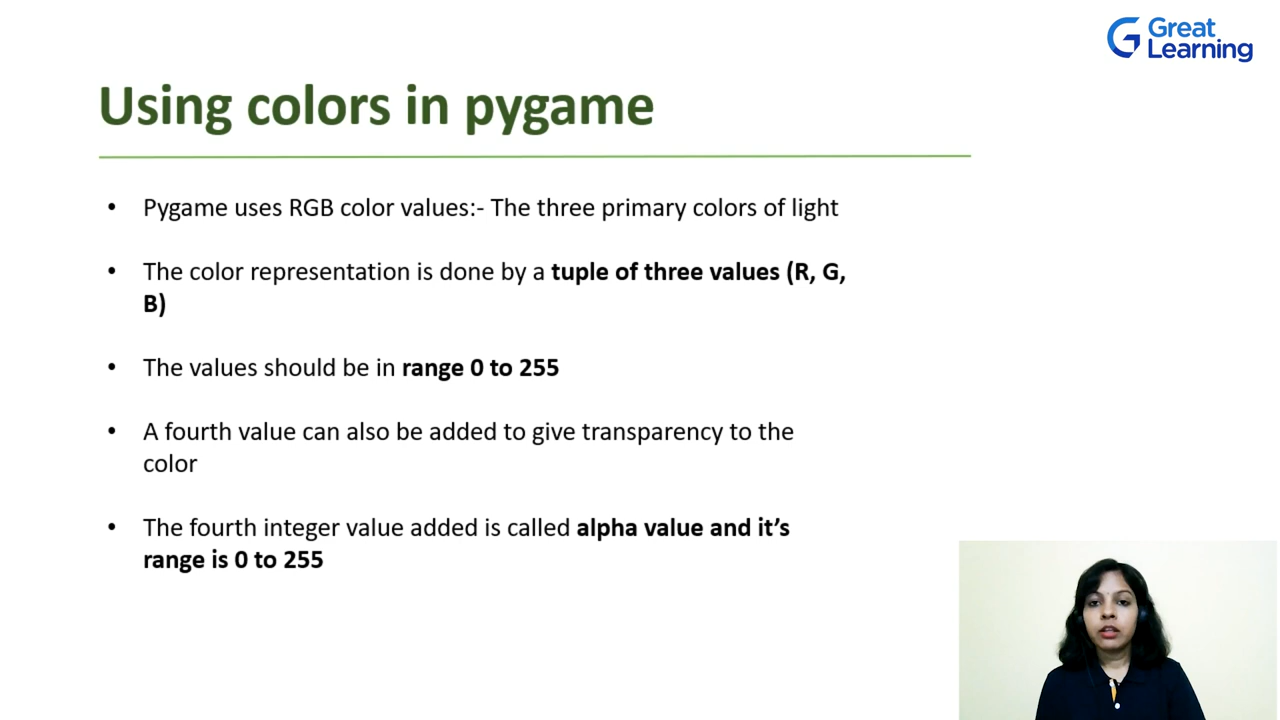 Great
Learning
Using colors in pygame
• Pygame uses RGB color values:- The three primary colors of light
• The color representation is done by a tuple of three values (R, G,
B)
• The values should be in range 0 to 255
• A fourth value can also be added to give transparency to the
color
• The fourth integer value added is called alpha value and it’s
range is 0 to 255